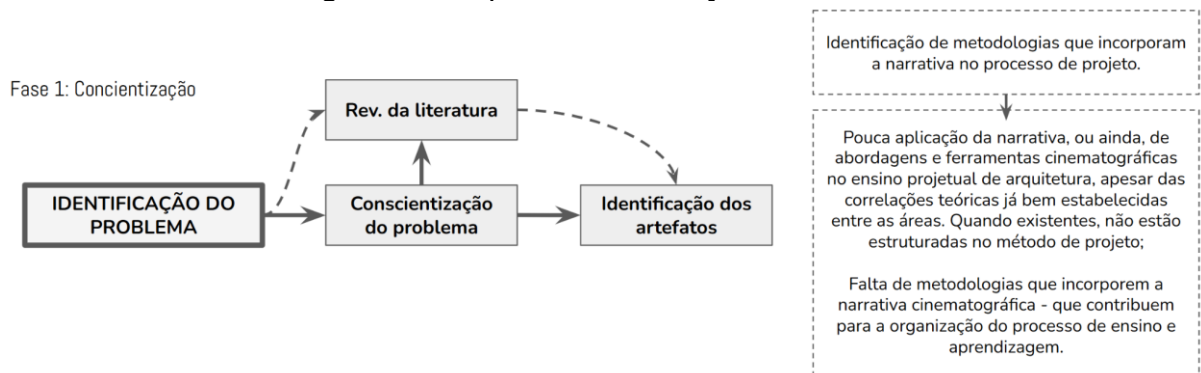 Fase 1: Concientização
Rev. da literatura
IDENTIFICAÇÃO DO
PROBLEMA
Conscientização
do problema
Identificação dos
artefatos
Identificação de metodologias que incorporam
a narrativa no processo de projeto.
Pouca aplicação da narrativa, ou ainda, de
abordagens e ferramentas cinematográficas
no ensino projetual de arquitetura, apesar das
correlações teóricas já bem estabelecidas
entre as áreas. Quando existentes, não estão
estruturadas no método de projeto;
Falta de metodologias que incorporem a
narrativa cinematográfica - que contribuem
para a organização do processo de ensino e
aprendizagem.